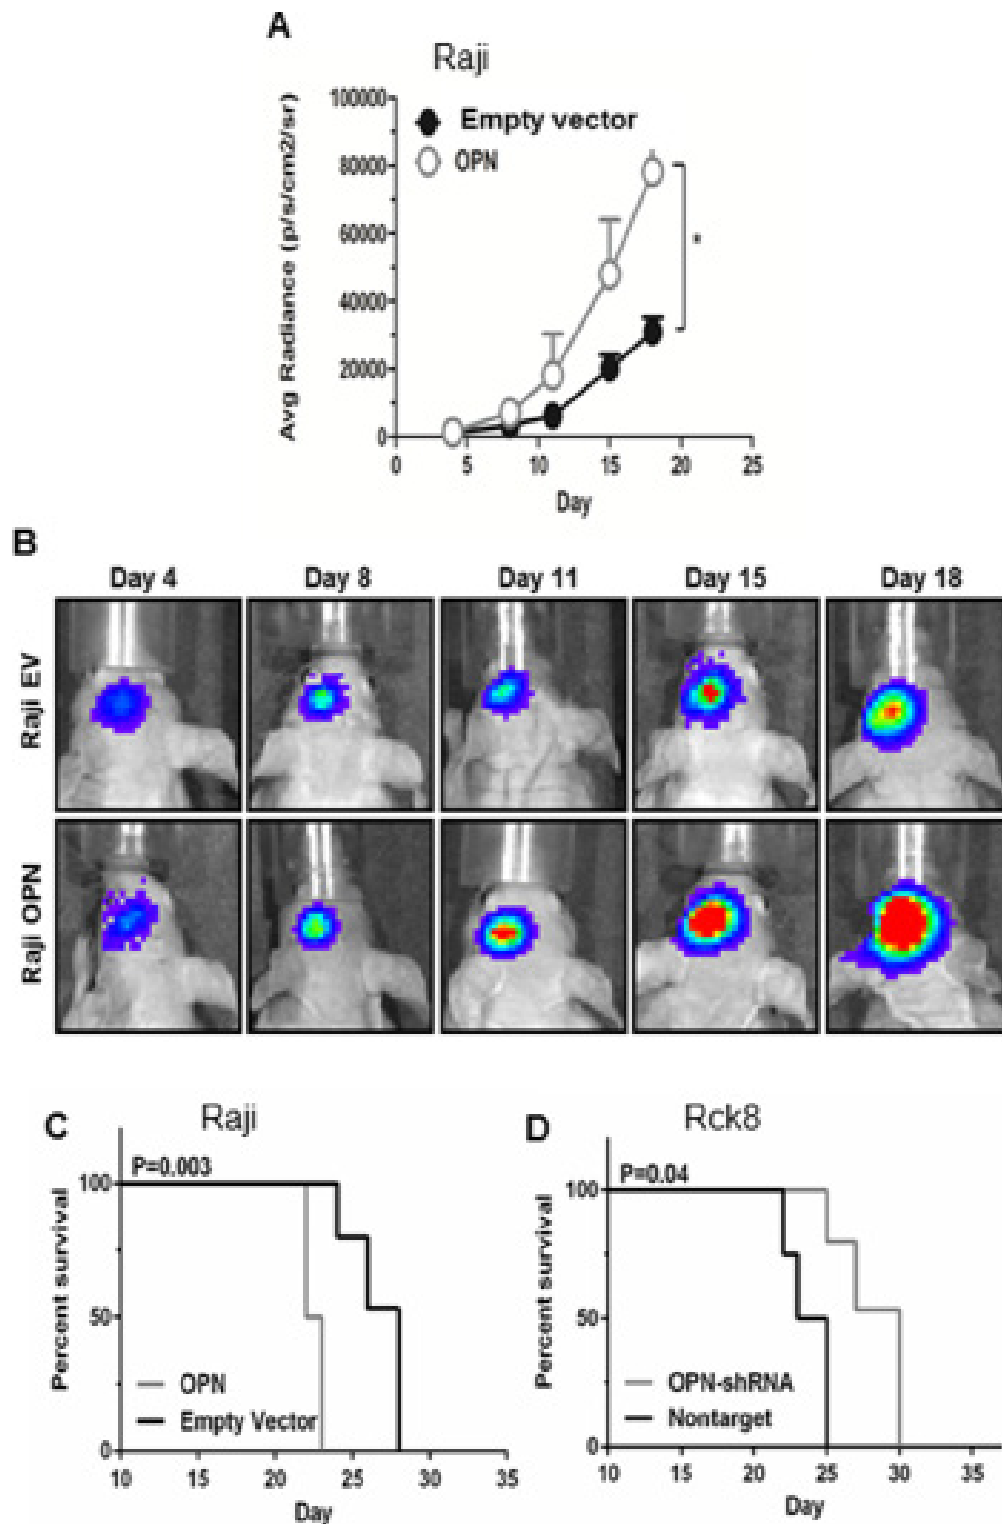 A
Raji
Avg Radiance (p/s/cm2/sr)
100000
80000
60000
40000
20000
0
Empty vector
OPN
*
0 5 10 15 20 25
Day
B
Day 4 Day 8 Day 11 Day 15 Day 18
Raji EV
Raji OPN
C
Raji
P=0.003
Percent survival
100
50
0
OPN
Empty Vector
10 15 20 25 30 35
Day
D
Rck8
P=0.04
Percent survival
100
50
0
OPN-shRNA
Nontarget
10 15 20 25 30 35
Day